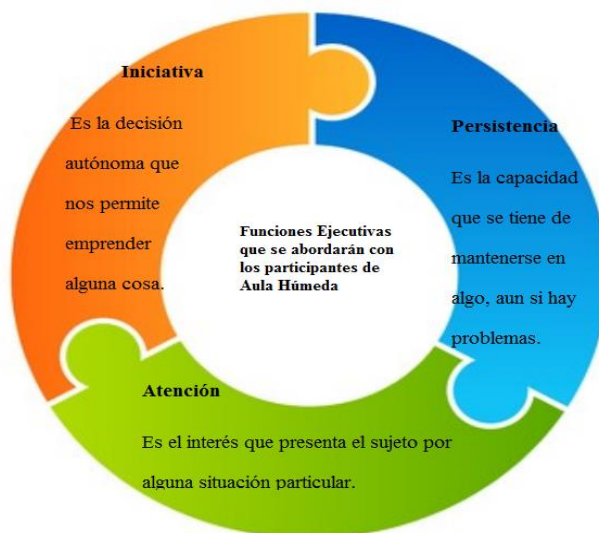 Iniciativa
Es la decisión
autónoma que
nos permite
emprender
alguna cosa.
Persistencia
Es la capacidad
que se tiene de
mantenerse en
algo, aun si hay
problemas.
Funciones Ejecutivas
que se abordarán con
los participantes de
Aula Húmeda
Atención
Es el interés que presenta el sujeto por
alguna situación particular.